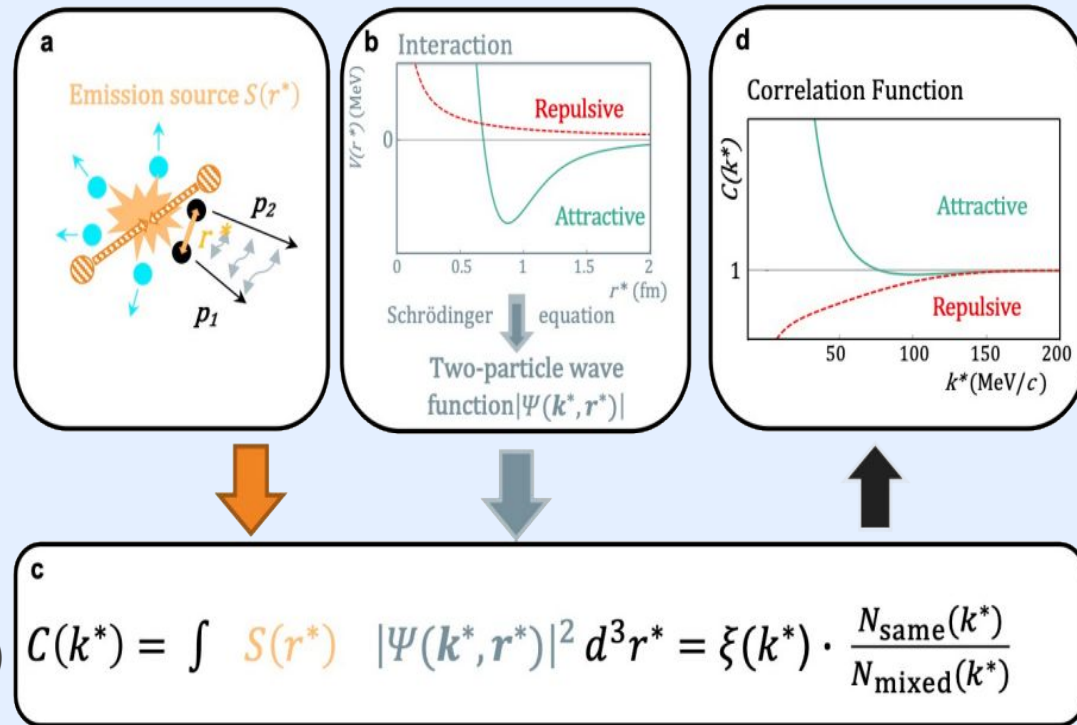 a
Emission source S(r*)
p₂
r*
p₁
b
Interaction
V(r*) (MeV)
0
Repulsive
Attractive
0 0.5 1 1.5 2
r* (fm)
Schrödinger equation
Two-particle wave
function|Ψ(k*, r*)|
d
Correlation Function
C(k*)
1
Attractive
Repulsive
50 100 150 200
k*(MeV/c)
c
C(k*) = ∫ S(r*) |Ψ(k*, r*)|² d³r* = ξ(k*) · N_same(k*) / N_mixed(k*)